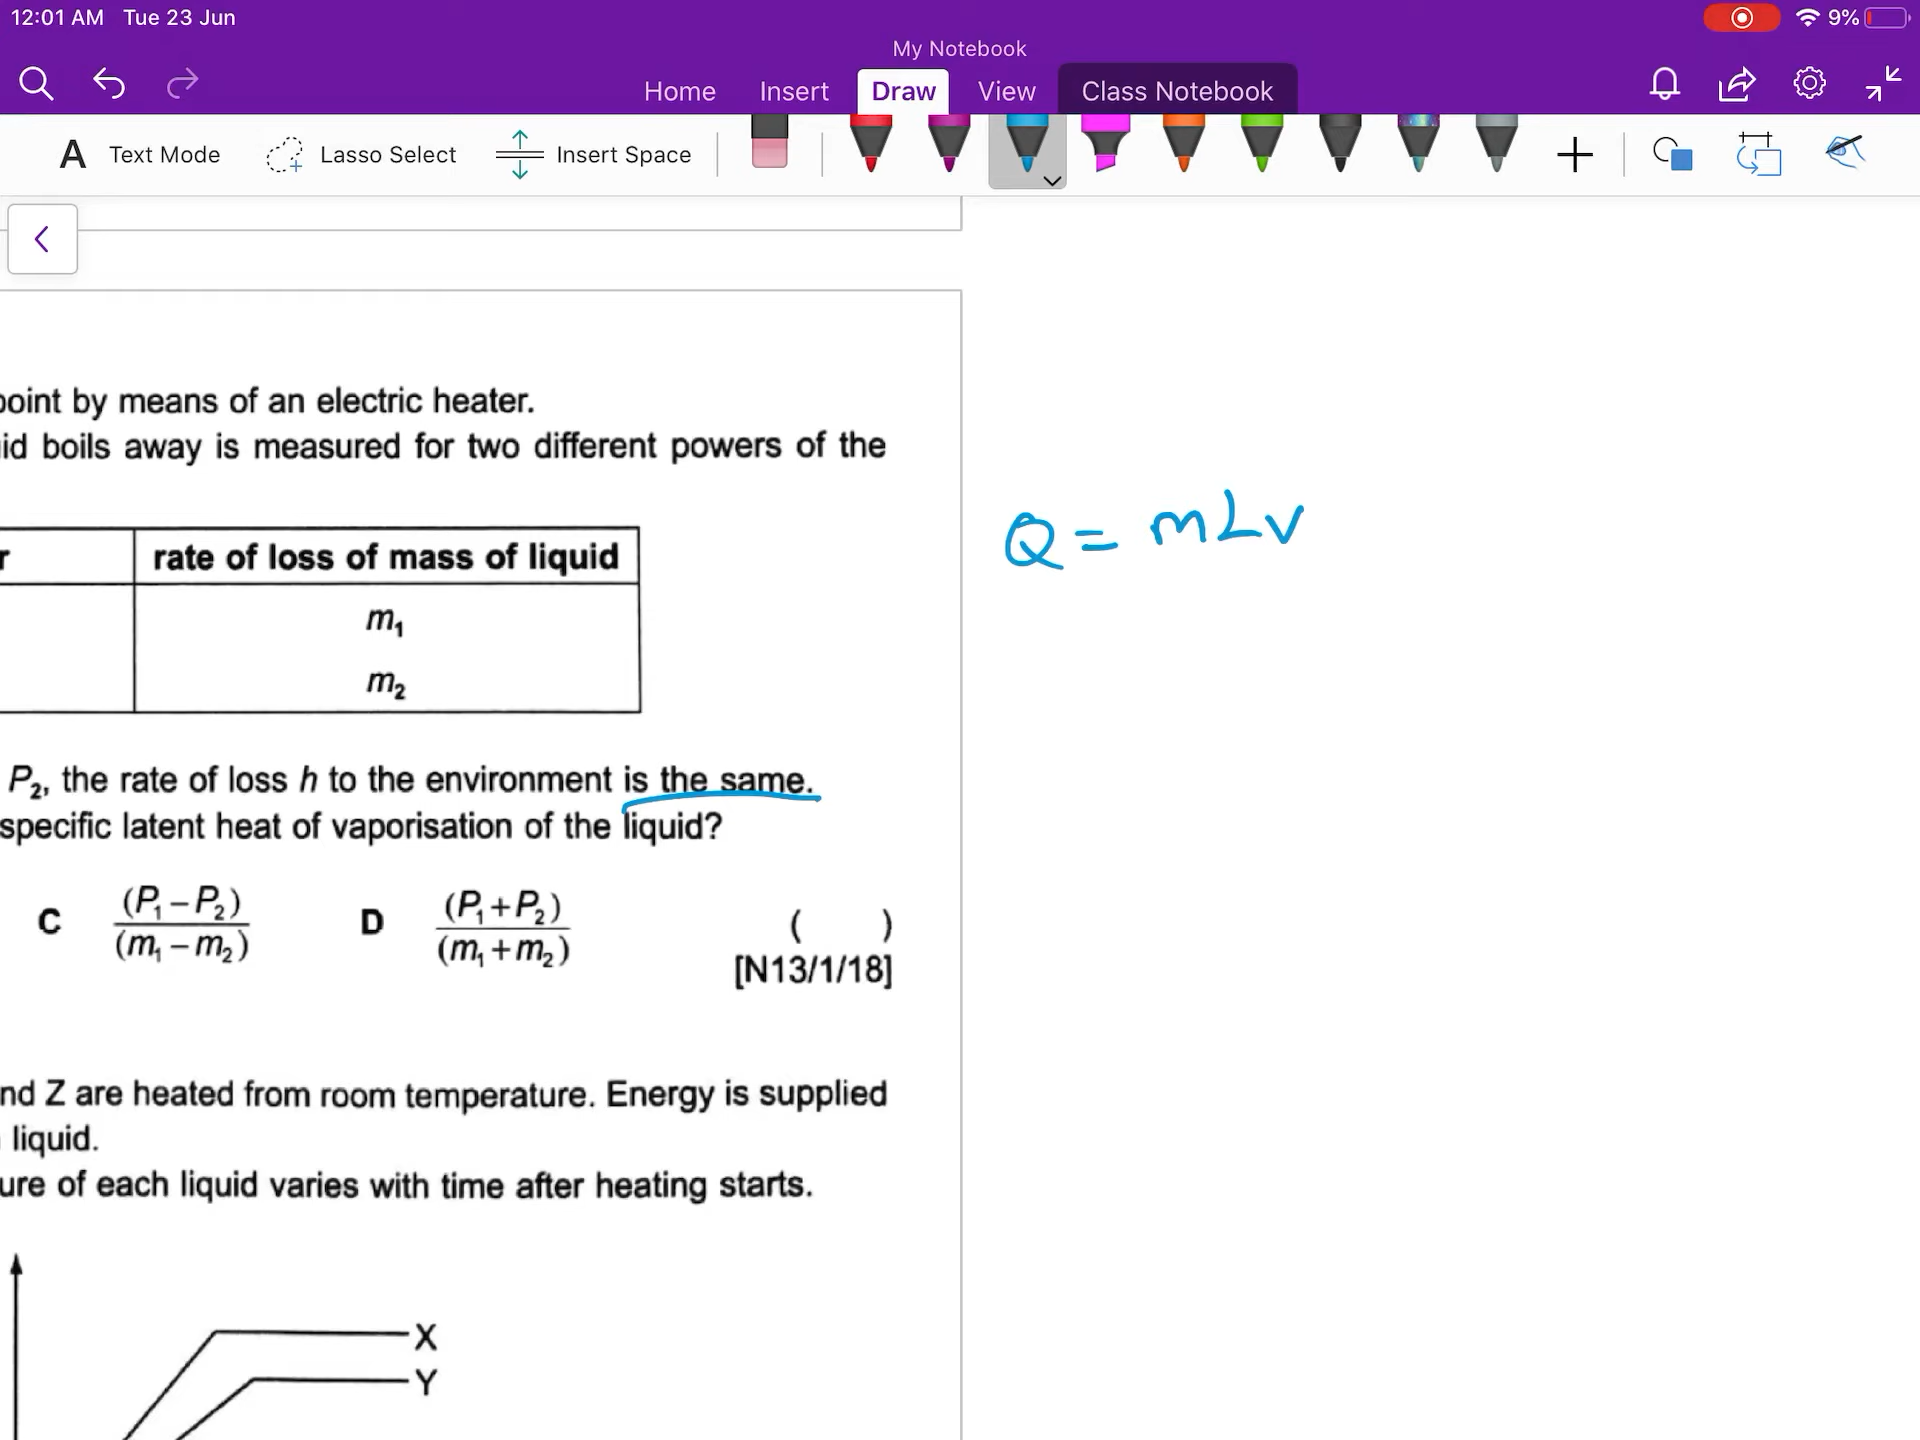 12:01 AM Tue 23 Jun
9%
My Notebook
Home Insert Draw View Class Notebook
A Text Mode Lasso Select Insert Space
point by means of an electric heater.
id boils away is measured for two different powers of the
r rate of loss of mass of liquid
m₁
m₂
Q = mLv
P₂, the rate of loss h to the environment is the same.
specific latent heat of vaporisation of the liquid?
C (P₁ − P₂) / (m₁ − m₂) D (P₁ + P₂) / (m₁ + m₂) ( )
[N13/1/18]
nd Z are heated from room temperature. Energy is supplied
liquid.
ure of each liquid varies with time after heating starts.
X
Y